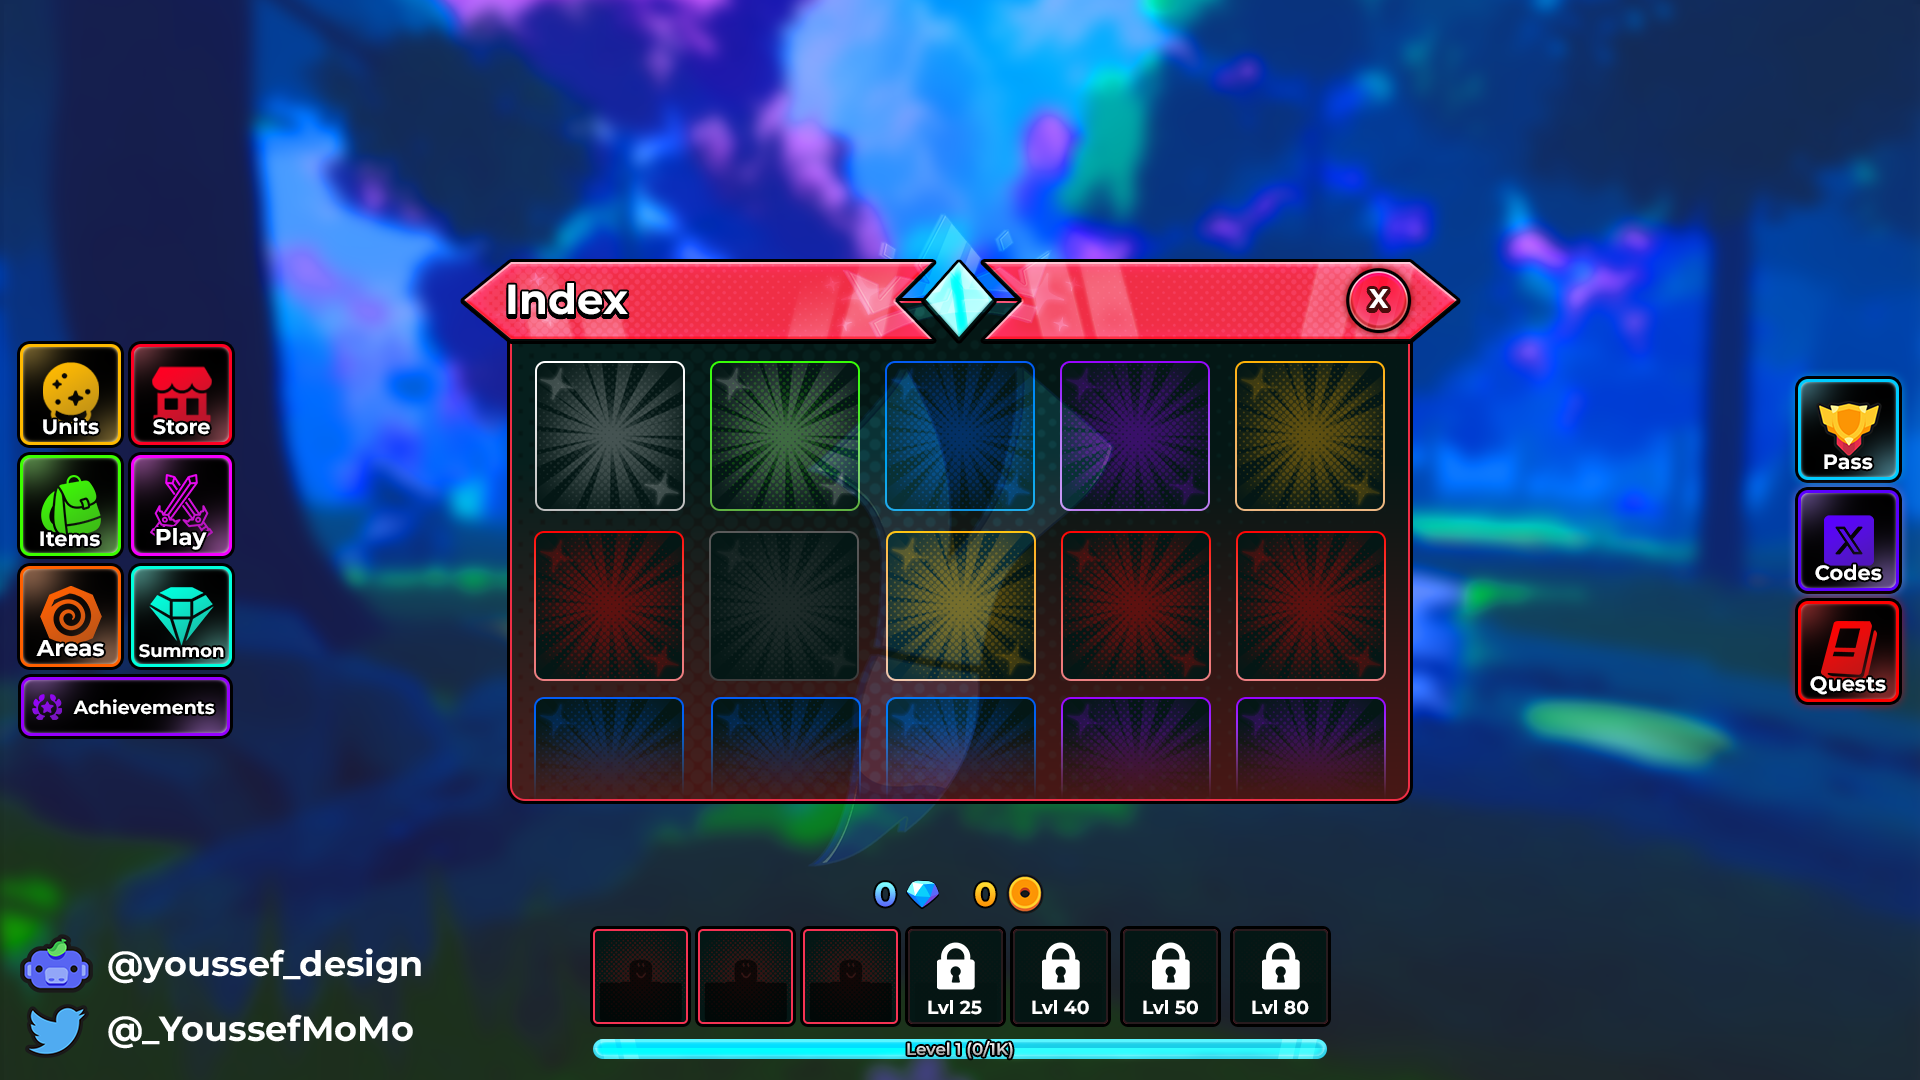 Index
X
Units
Store
Items
Play
Areas
Summon
Achievements
Pass
X
Codes
Quests
0
0
Lvl 25
Lvl 40
Lvl 50
Lvl 80
Level 1 (0/1K)
@youssef_design
@_YoussefMoMo